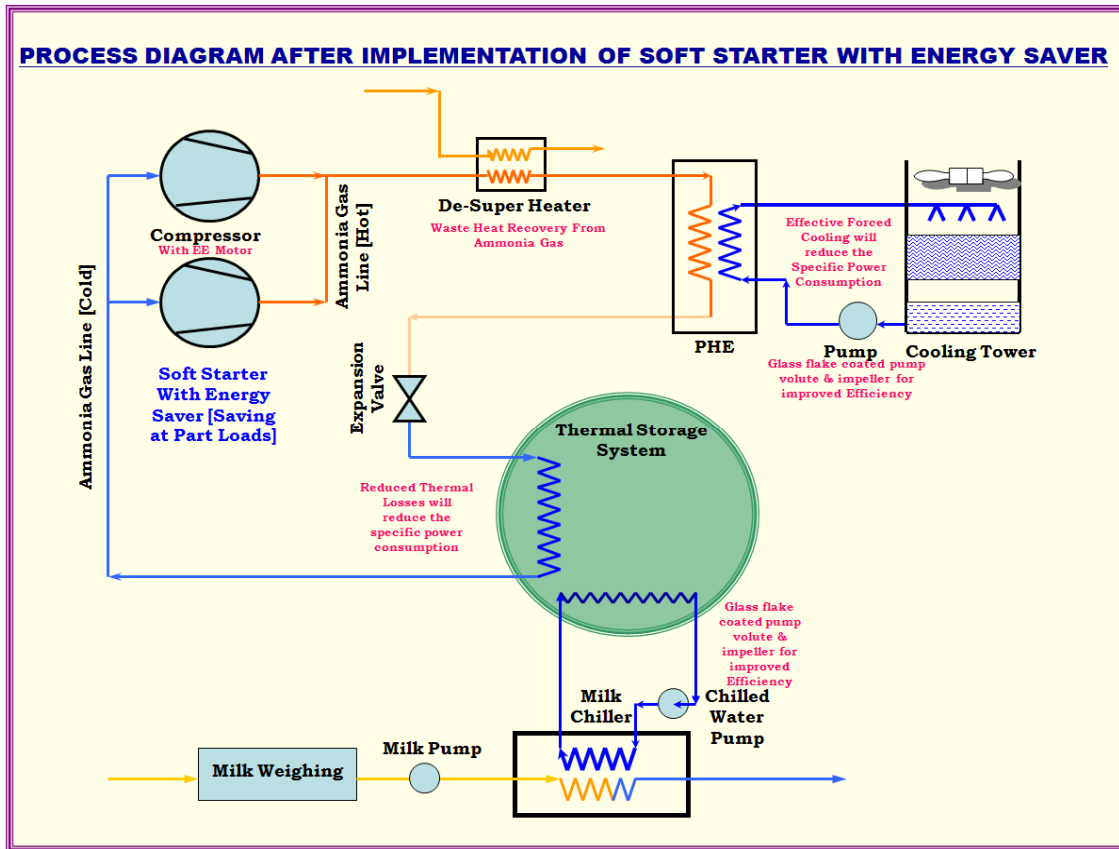 PROCESS DIAGRAM AFTER IMPLEMENTATION OF SOFT STARTER WITH ENERGY SAVER
Compressor
With EE Motor
Soft Starter
With Energy
Saver [Saving
at Part Loads]
Ammonia Gas Line [Cold]
Ammonia Gas
Line [Hot]
De-Super Heater
Waste Heat Recovery From
Ammonia Gas
PHE
Effective Forced
Cooling will
reduce the
Specific Power
Consumption
Pump
Cooling Tower
Glass flake coated pump
volute & impeller for
improved Efficiency
Expansion
Valve
Thermal Storage
System
Reduced Thermal
Losses will
reduce the
specific power
consumption
Glass flake
coated pump
volute &
impeller for
improved
Efficiency
Milk
Chiller
Chilled
Water
Pump
Milk Weighing
Milk Pump